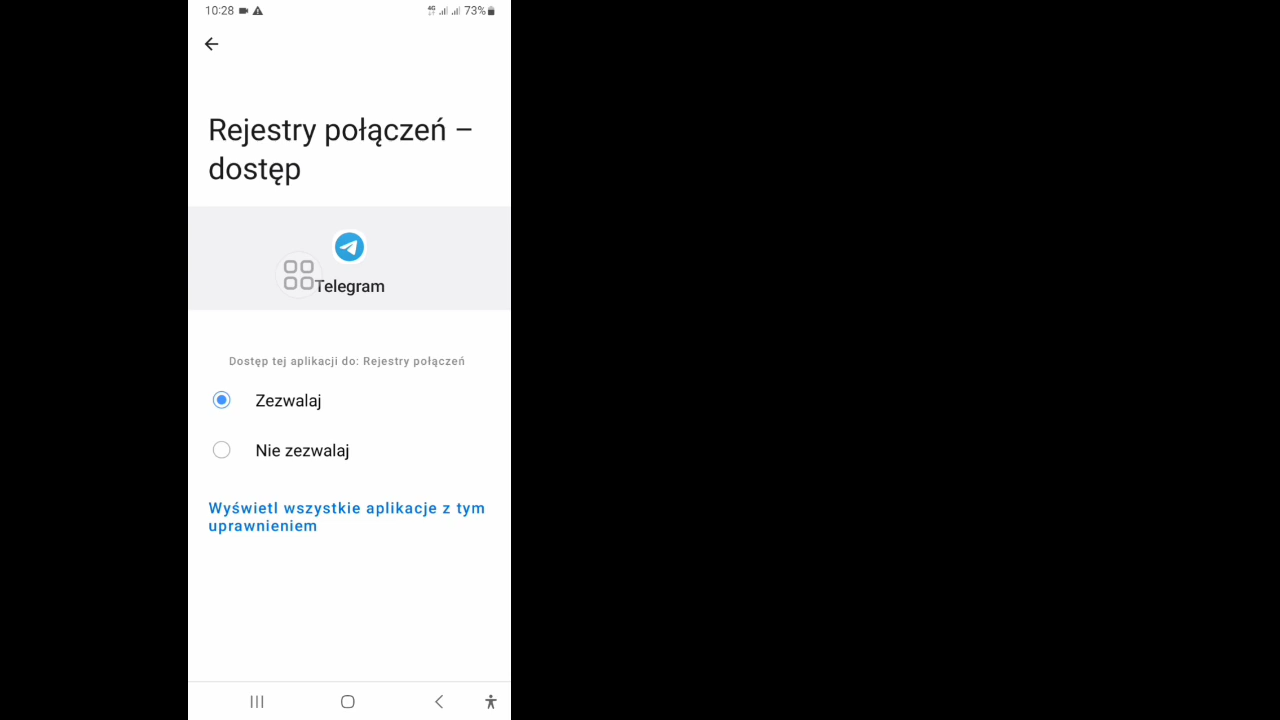 10:28
4G
73%
Rejestry połączeń –
dostęp
Telegram
Dostęp tej aplikacji do: Rejestry połączeń
Zezwalaj
Nie zezwalaj
Wyświetl wszystkie aplikacje z tym
uprawnieniem